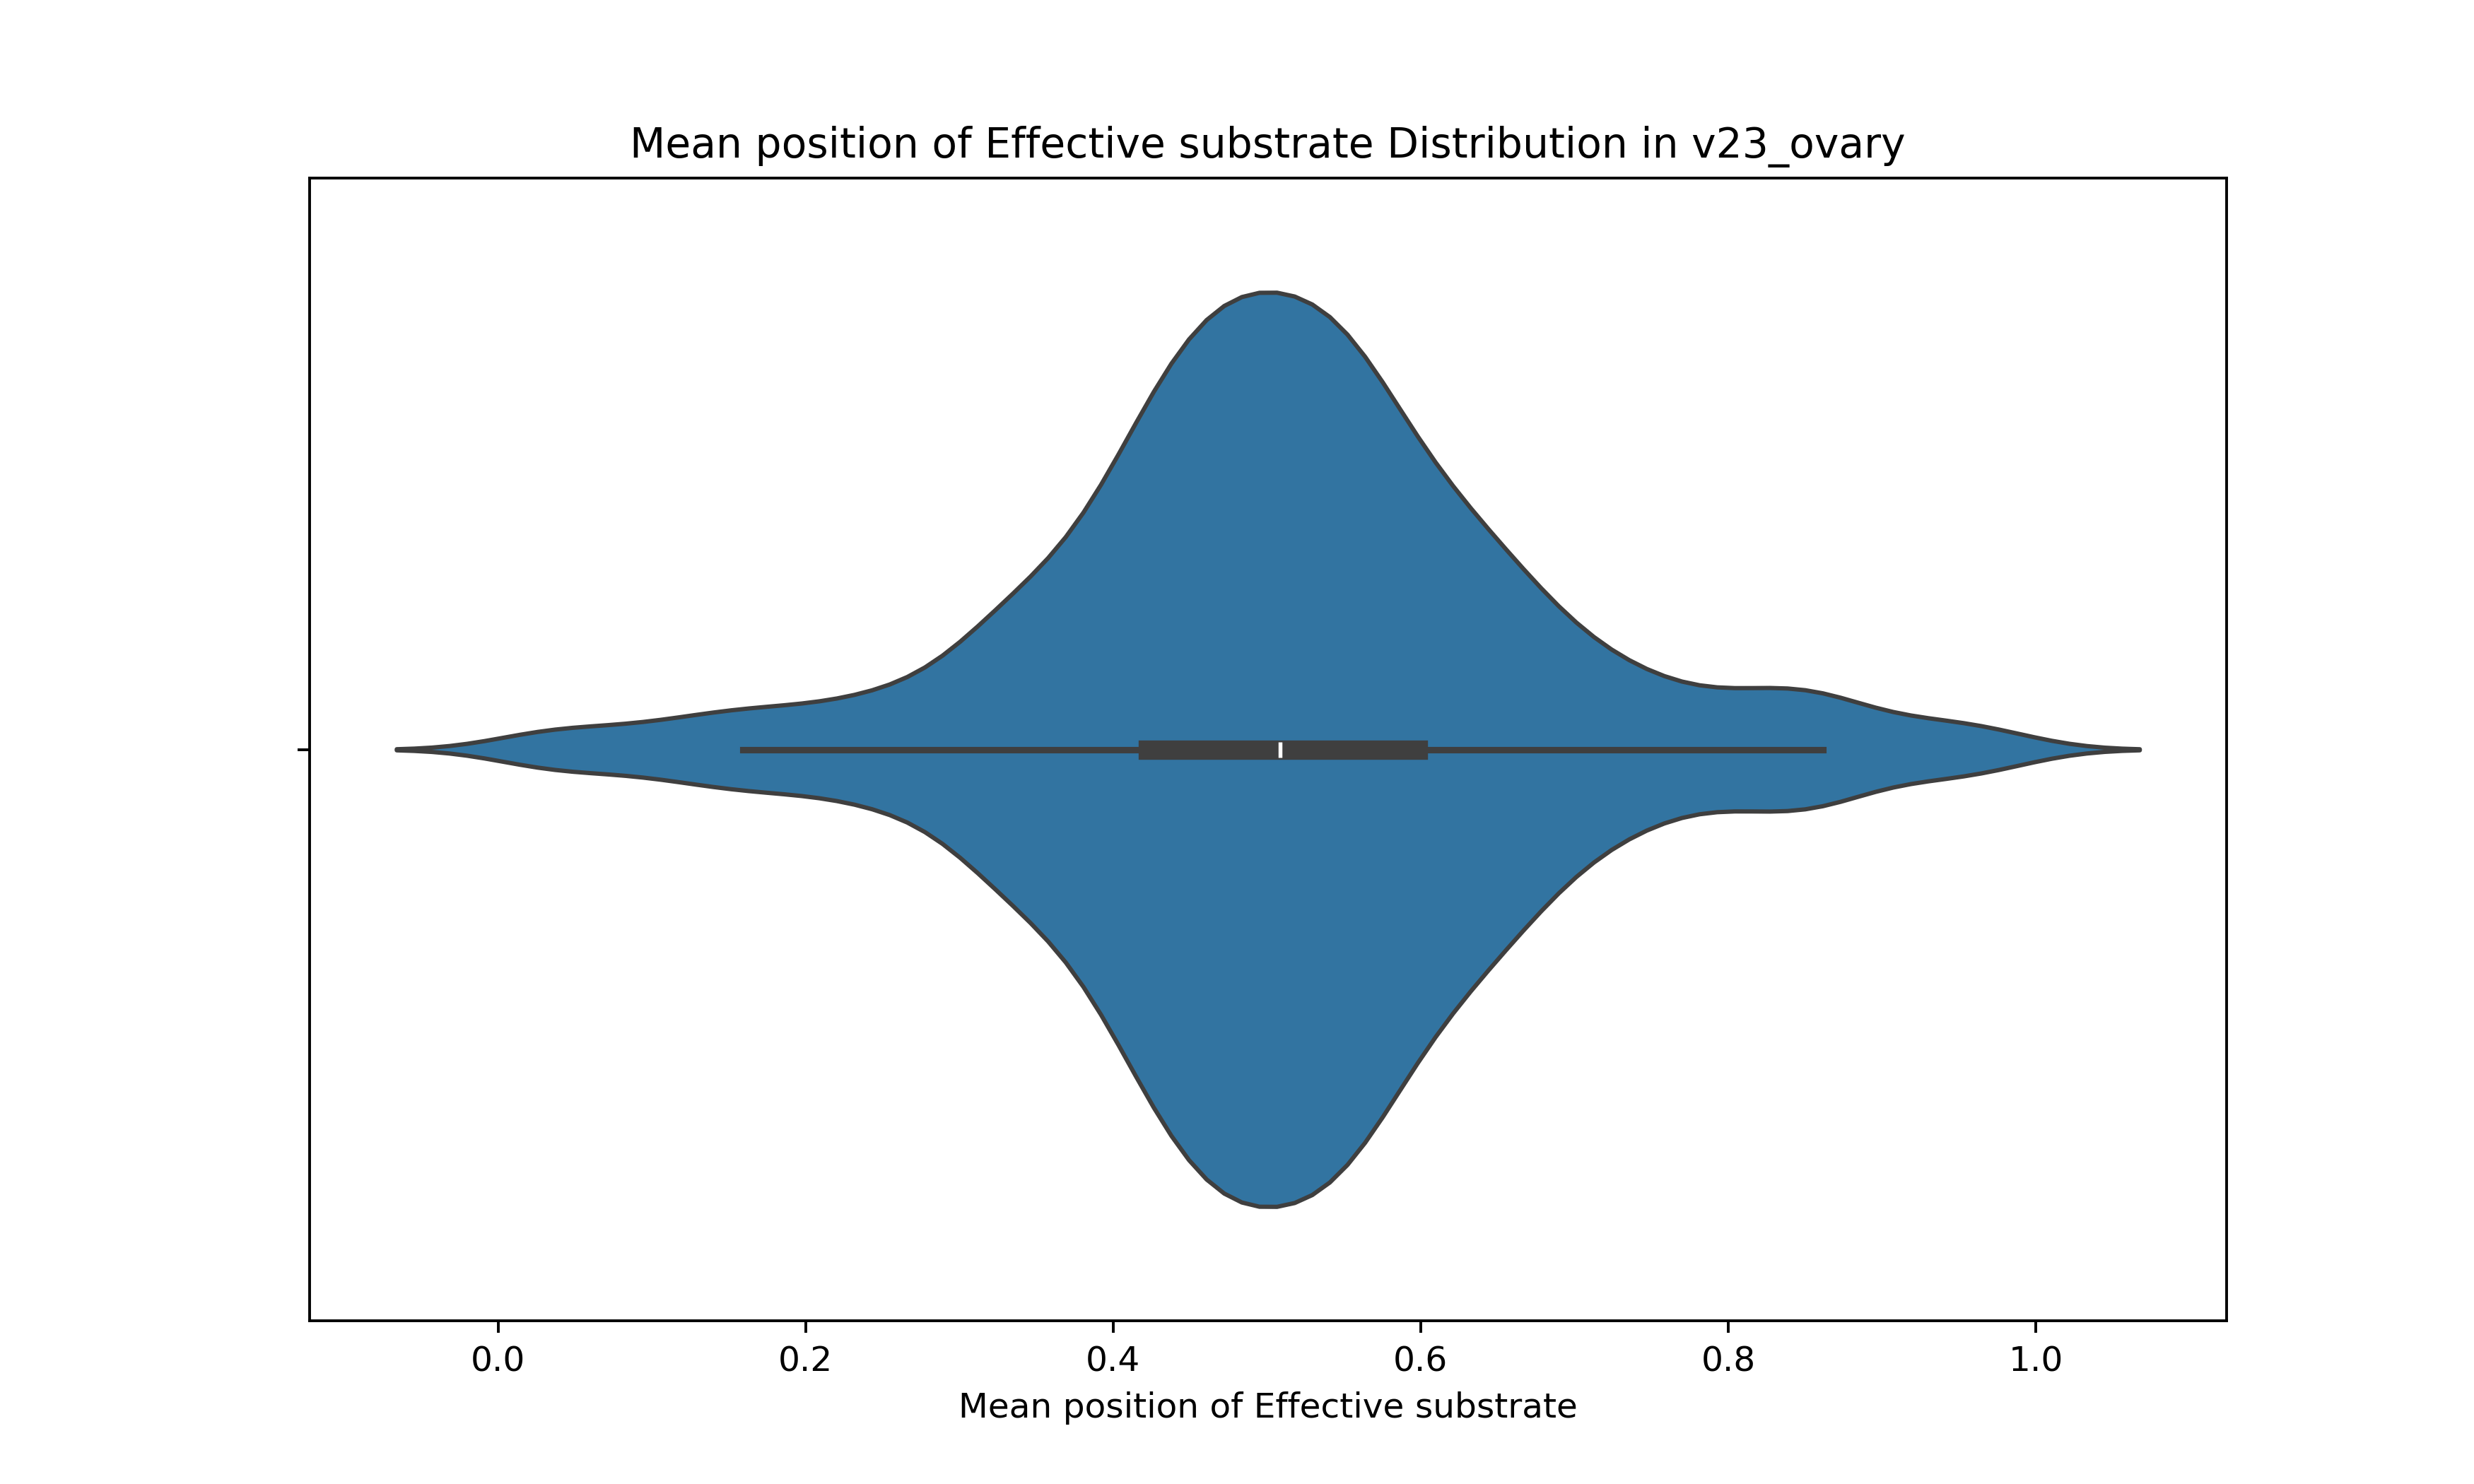 Mean position of Effective substrate Distribution in v23_ovary
0.0 0.2 0.4 0.6 0.8 1.0
Mean position of Effective substrate